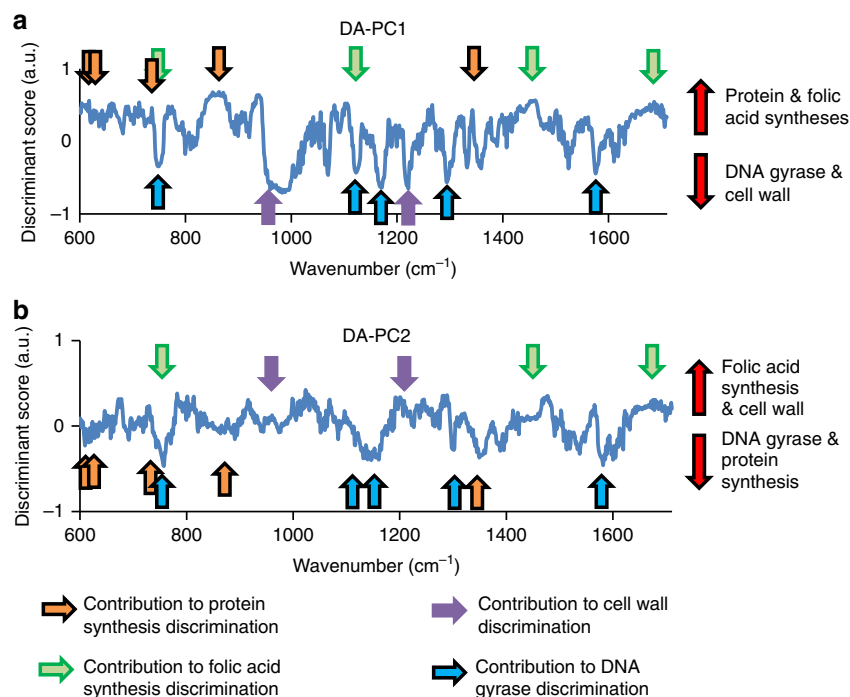 a
DA-PC1
Discriminant score (a.u.)
1
0
−1
600 800 1000 1200 1400 1600
Wavenumber (cm⁻¹)
Protein & folic
acid syntheses
DNA gyrase &
cell wall
b
DA-PC2
Discriminant score (a.u.)
1
0
−1
600 800 1000 1200 1400 1600
Wavenumber (cm⁻¹)
Folic acid
synthesis
& cell wall
DNA gyrase &
protein
synthesis
Contribution to protein
synthesis discrimination
Contribution to cell wall
discrimination
Contribution to folic acid
synthesis discrimination
Contribution to DNA
gyrase discrimination